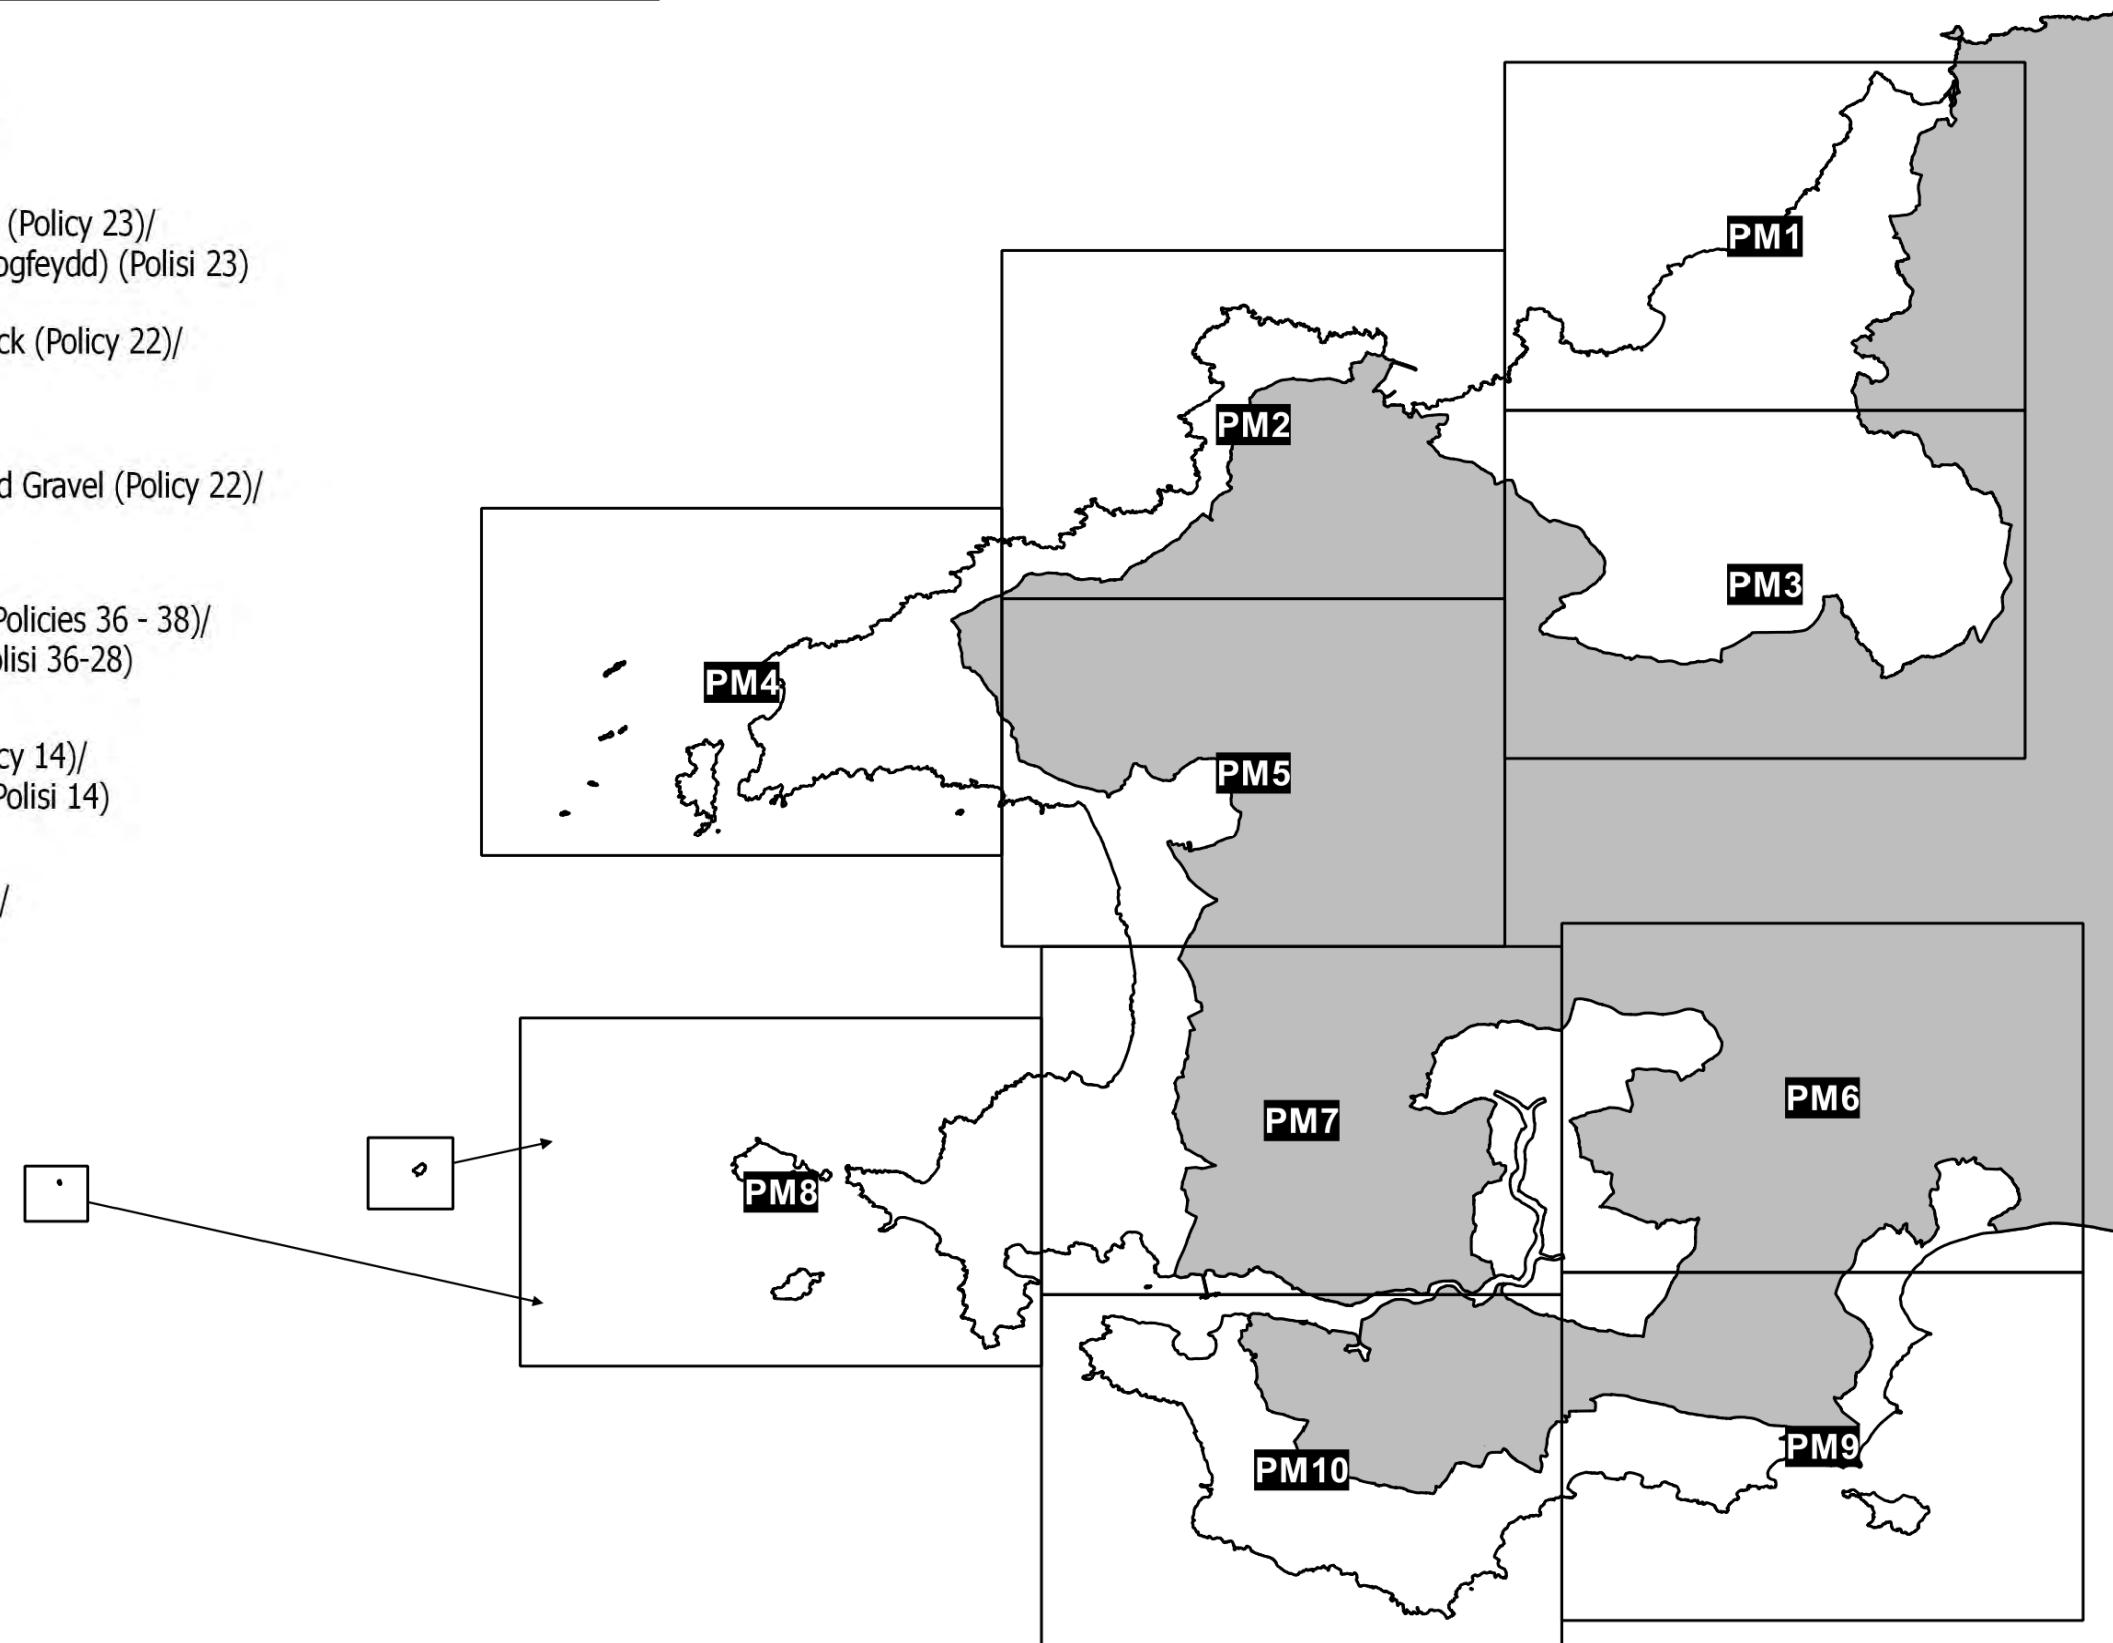 (Policy 23)/
ogfeydd) (Polisi 23)
ck (Policy 22)/
d Gravel (Policy 22)/
Policies 36 - 38)/
olisi 36-28)
cy 14)/
Polisi 14)
/
PM1
PM2
PM3
PM4
PM5
PM6
PM7
PM8
PM9
PM10